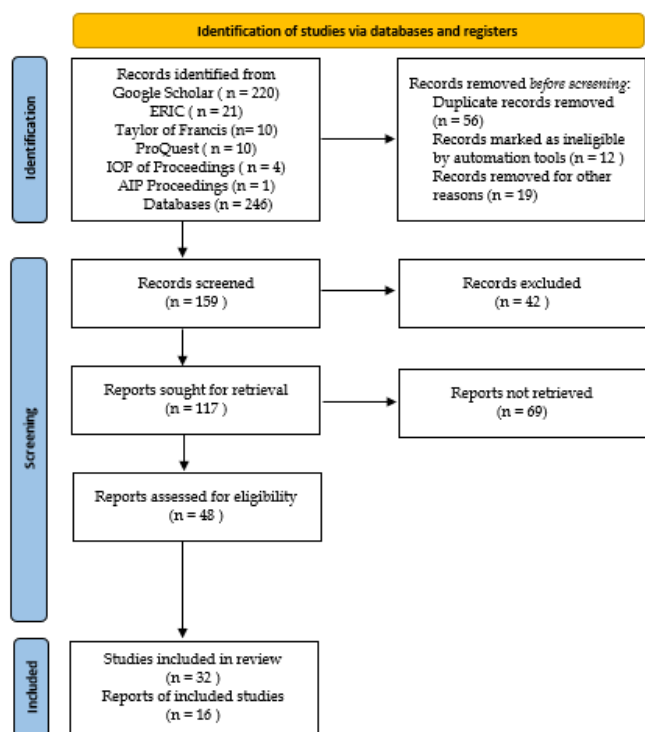 Identification of studies via databases and registers
Identification
Records identified from
Google Scholar ( n = 220)
ERIC ( n = 21)
Taylor of Francis (n= 10)
ProQuest ( n = 10)
IOP of Proceedings ( n = 4)
AIP Proceedings (n = 1)
Databases (n = 246)
Records removed before screening:
Duplicate records removed
(n = 56)
Records marked as ineligible
by automation tools (n = 12 )
Records removed for other
reasons (n = 19)
Screening
Records screened
(n = 159 )
Records excluded
(n = 42 )
Reports sought for retrieval
(n = 117 )
Reports not retrieved
(n = 69)
Reports assessed for eligibility
(n = 48 )
Included
Studies included in review
(n = 32 )
Reports of included studies
(n = 16 )